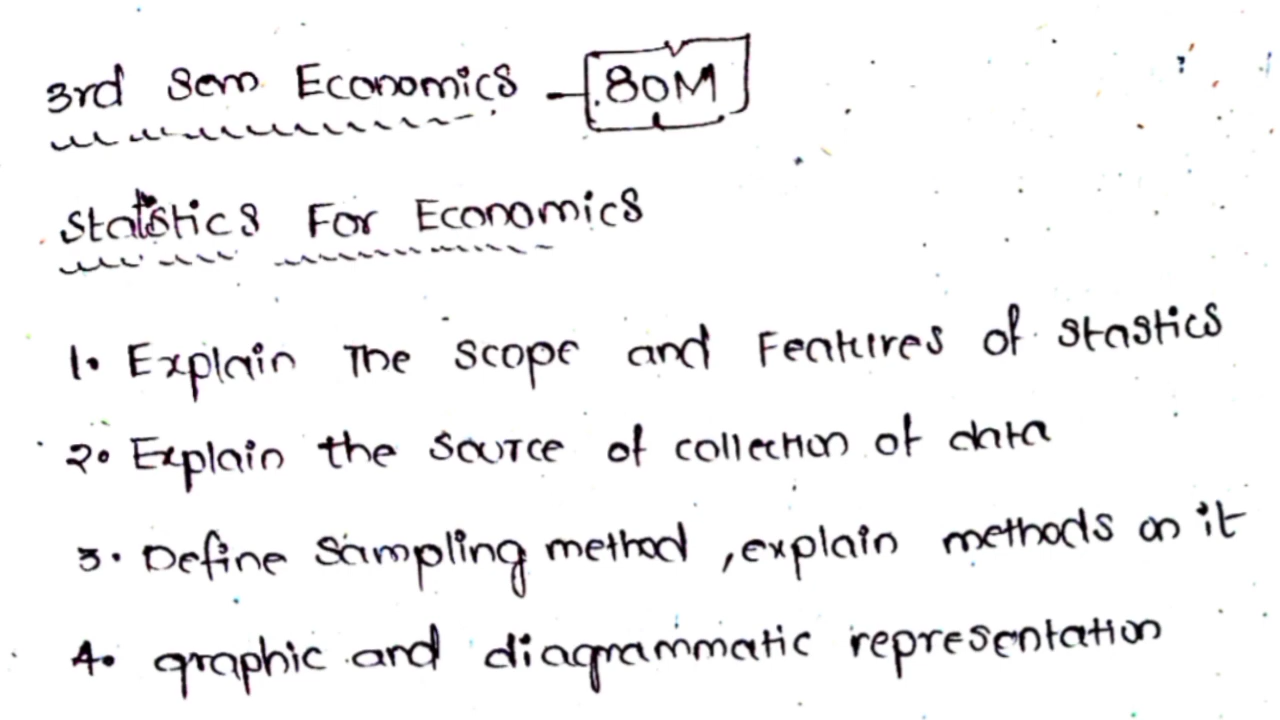 3rd Sem Economics - 80M
Statistics For Economics
1. Explain The scope and Features of stastics
2. Explain the source of collection of data
3. Define Sampling method , explain methods on it
4. graphic and diagrammatic representation